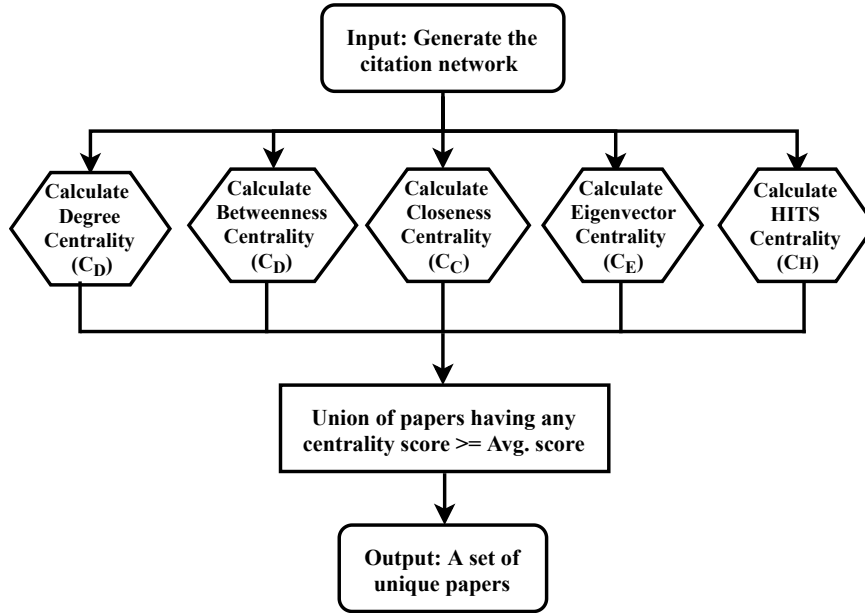 Input: Generate the
citation network
Calculate
Degree
Centrality
(CD)
Calculate
Betweenness
Centrality
(CD)
Calculate
Closeness
Centrality
(CC)
Calculate
Eigenvector
Centrality
(CE)
Calculate
HITS
Centrality
(CH)
Union of papers having any
centrality score >= Avg. score
Output: A set of
unique papers